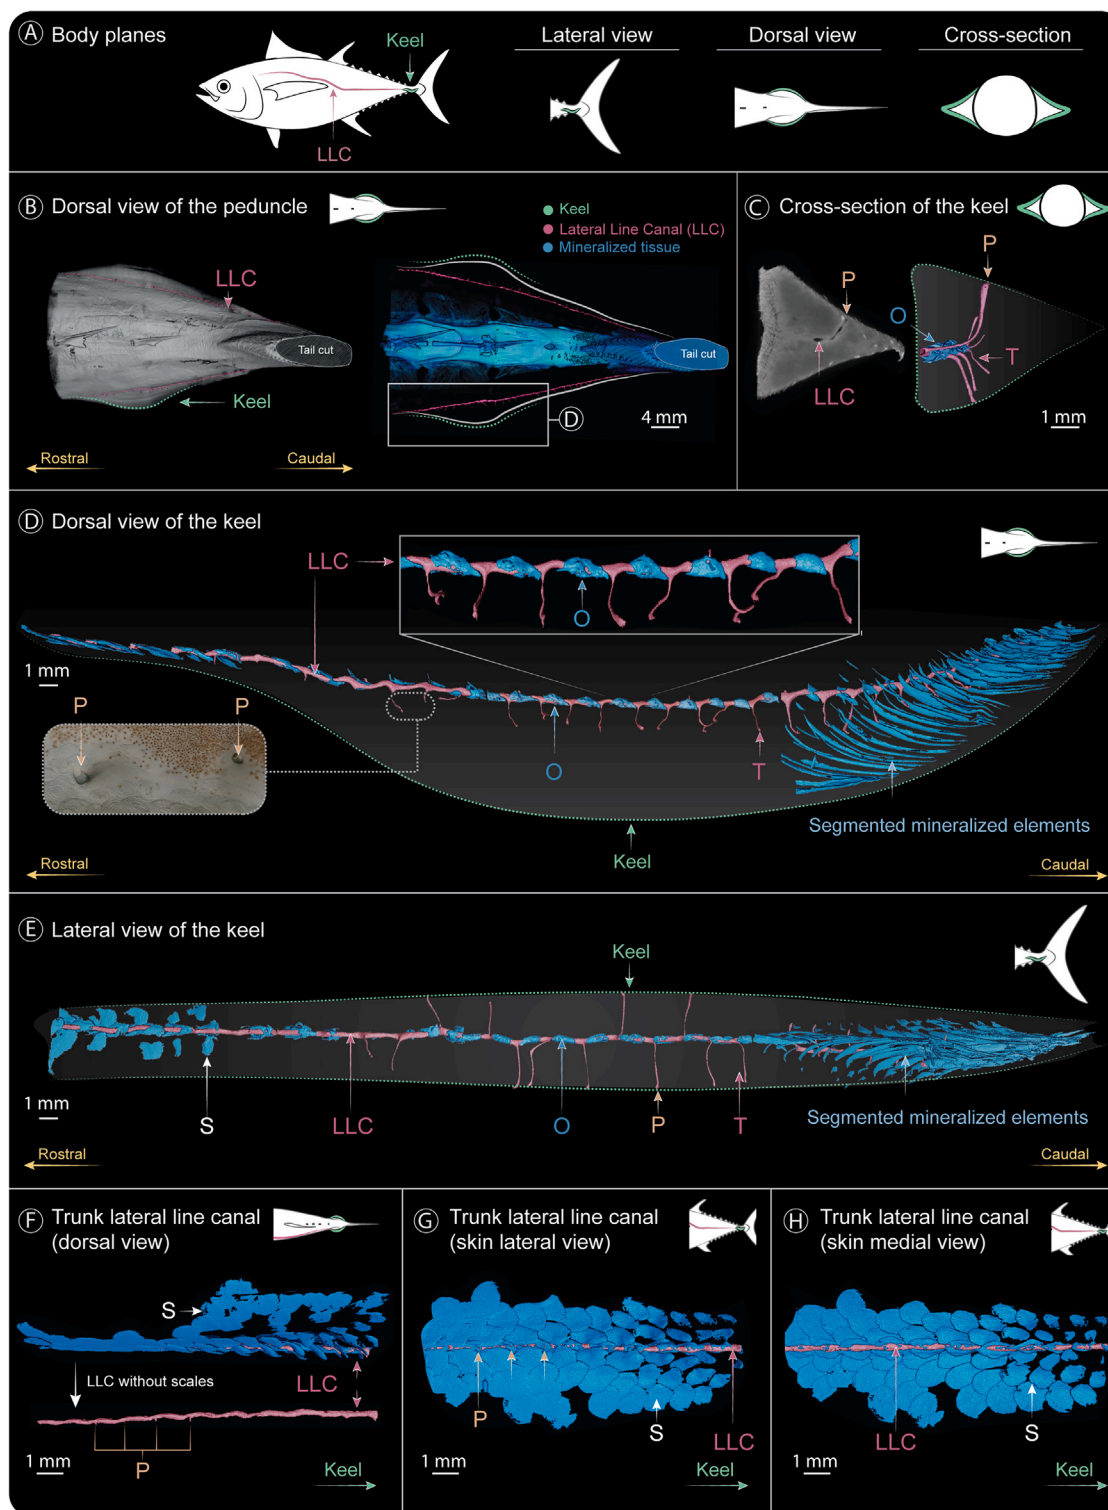 A Body planes
Keel
LLC
Lateral view
Dorsal view
Cross-section
B Dorsal view of the peduncle
Keel
Lateral Line Canal (LLC)
Mineralized tissue
LLC
Tail cut
Keel
Tail cut
D
4 mm
Rostral
Caudal
C Cross-section of the keel
P
P
O
T
LLC
1 mm
D Dorsal view of the keel
LLC
O
1 mm
P
P
O
T
Segmented mineralized elements
Keel
Rostral
Caudal
E Lateral view of the keel
Keel
1 mm
S
LLC
O
P
T
Segmented mineralized elements
Rostral
Caudal
F Trunk lateral line canal
(dorsal view)
S
LLC without scales
LLC
P
1 mm
Keel
G Trunk lateral line canal
(skin lateral view)
P
S
LLC
1 mm
Keel
H Trunk lateral line canal
(skin medial view)
LLC
S
1 mm
Keel